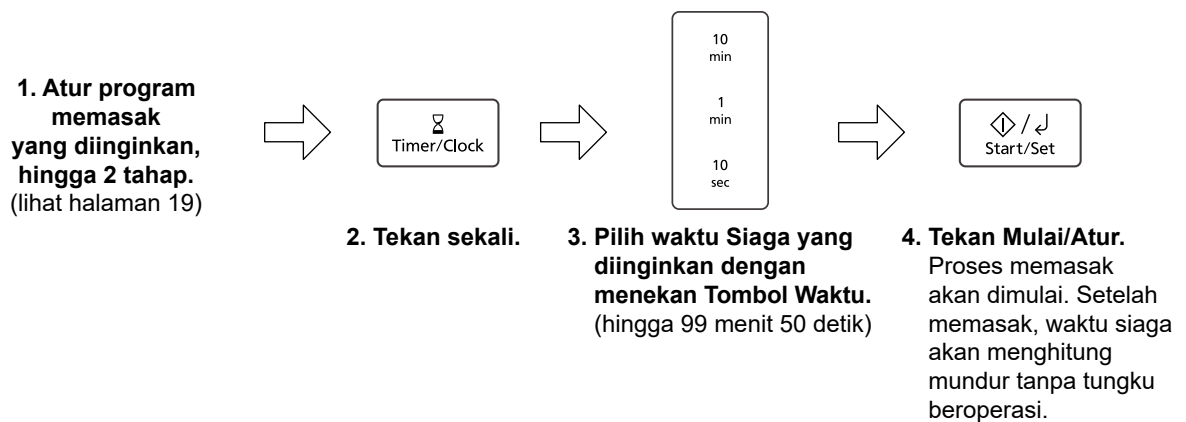 1. Atur program
memasak
yang diinginkan,
hingga 2 tahap.
(lihat halaman 19)
Timer/Clock
2. Tekan sekali.
10
min
1
min
10
sec
3. Pilih waktu Siaga yang
diinginkan dengan
menekan Tombol Waktu.
(hingga 99 menit 50 detik)
Start/Set
4. Tekan Mulai/Atur.
Proses memasak
akan dimulai. Setelah
memasak, waktu siaga
akan menghitung
mundur tanpa tungku
beroperasi.